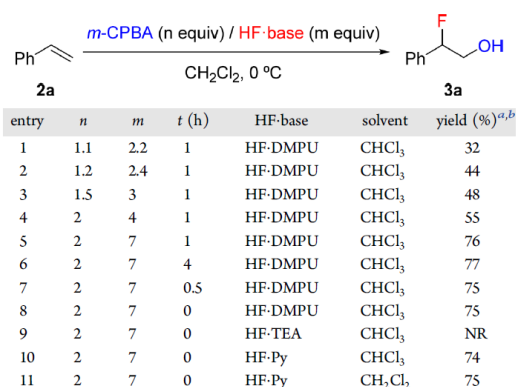 m-CPBA (n equiv) / HF·base (m equiv)
CH₂Cl₂, 0 ºC
Ph
2a
F
Ph
OH
3a
entry n m t (h) HF·base solvent yield (%)ᵃ,ᵇ
1 1.1 2.2 1 HF·DMPU CHCl₃ 32
2 1.2 2.4 1 HF·DMPU CHCl₃ 44
3 1.5 3 1 HF·DMPU CHCl₃ 48
4 2 4 1 HF·DMPU CHCl₃ 55
5 2 7 1 HF·DMPU CHCl₃ 76
6 2 7 4 HF·DMPU CHCl₃ 77
7 2 7 0.5 HF·DMPU CHCl₃ 75
8 2 7 0 HF·DMPU CHCl₃ 75
9 2 7 0 HF·TEA CHCl₃ NR
10 2 7 0 HF·Py CHCl₃ 74
11 2 7 0 HF·Py CH₂Cl₂ 75